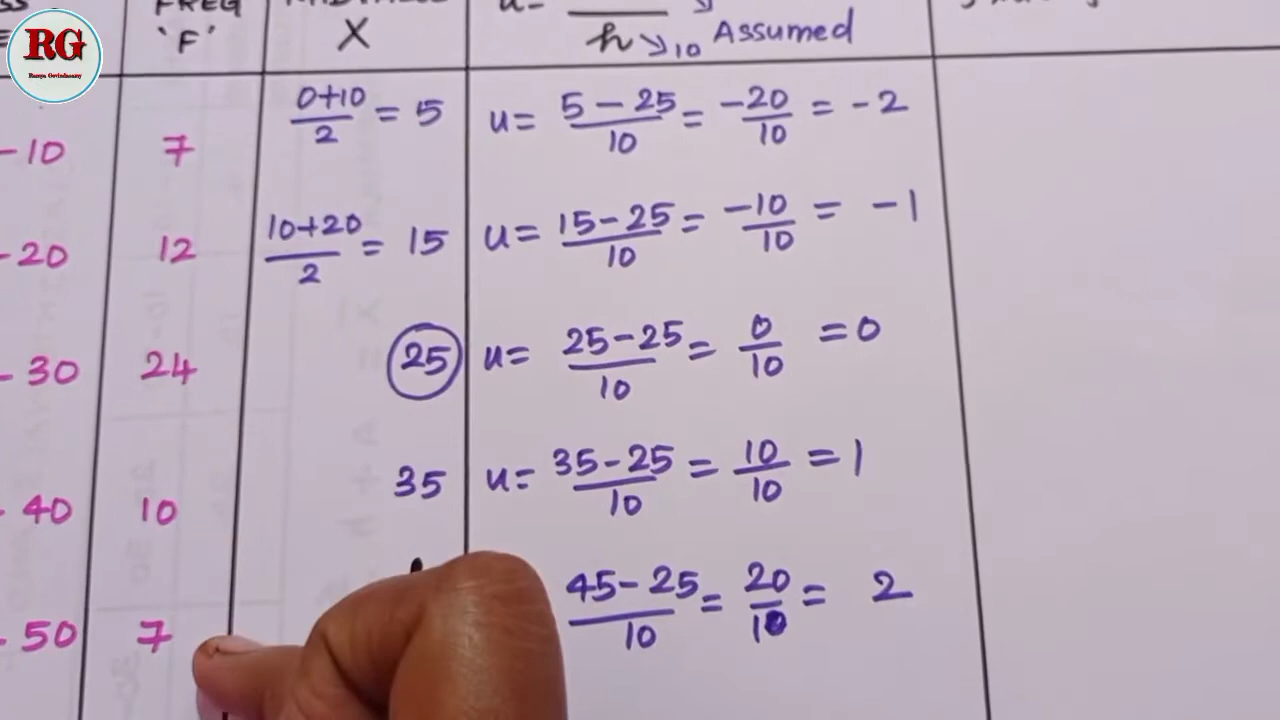 RG
Ramya Govindasamy
FREQ
'F'
X
u =
h → 10 Assumed
-10 7 0+10/2 = 5 u = 5 - 25/10 = -20/10 = -2
-20 12 10+20/2 = 15 u = 15 - 25/10 = -10/10 = -1
- 30 24 25 u = 25 - 25/10 = 0/10 = 0
- 40 10 35 u = 35 - 25/10 = 10/10 = 1
- 50 7 45 - 25/10 = 20/10 = 2